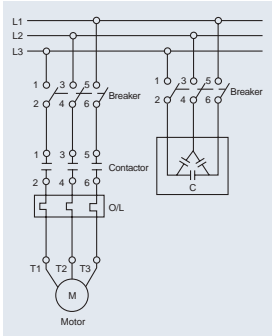 L1
L2
L3
1 3 5
Breaker
2 4 6
1 3 5
Breaker
2 4 6
1 3 5
Contactor
2 4 6
C
O/L
T1 T2 T3
M
Motor